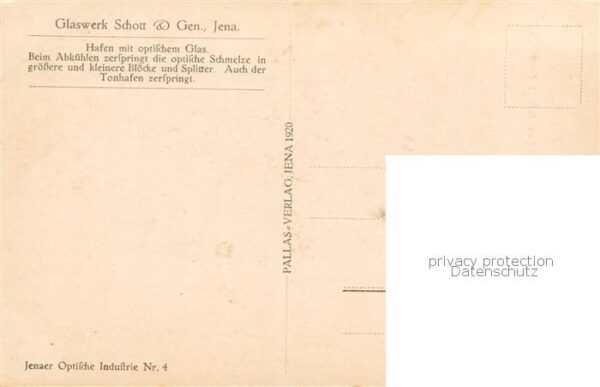 Glaswerk Schott & Gen., Jena.
Hafen mit optischem Glas.
Beim Abkühlen zerspringt die optische Schmelze in
größere und kleinere Blöcke und Splitter. Auch der
Tonhafen zerspringt.
PALLAS-VERLAG, JENA 1920
privacy protection
Datenschutz
Jenaer Optische Industrie Nr. 4